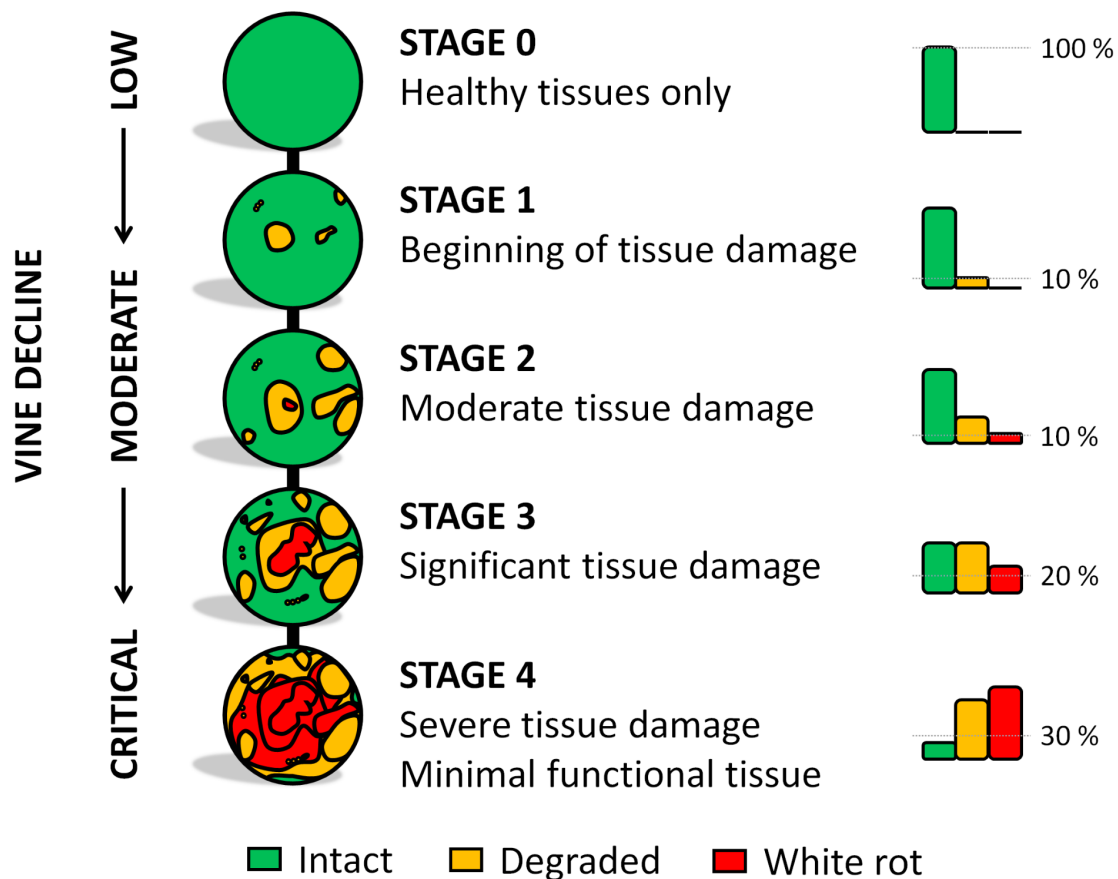 VINE DECLINE
LOW
MODERATE
CRITICAL
STAGE 0
Healthy tissues only
100 %
STAGE 1
Beginning of tissue damage
10 %
STAGE 2
Moderate tissue damage
10 %
STAGE 3
Significant tissue damage
20 %
STAGE 4
Severe tissue damage
Minimal functional tissue
30 %
Intact
Degraded
White rot